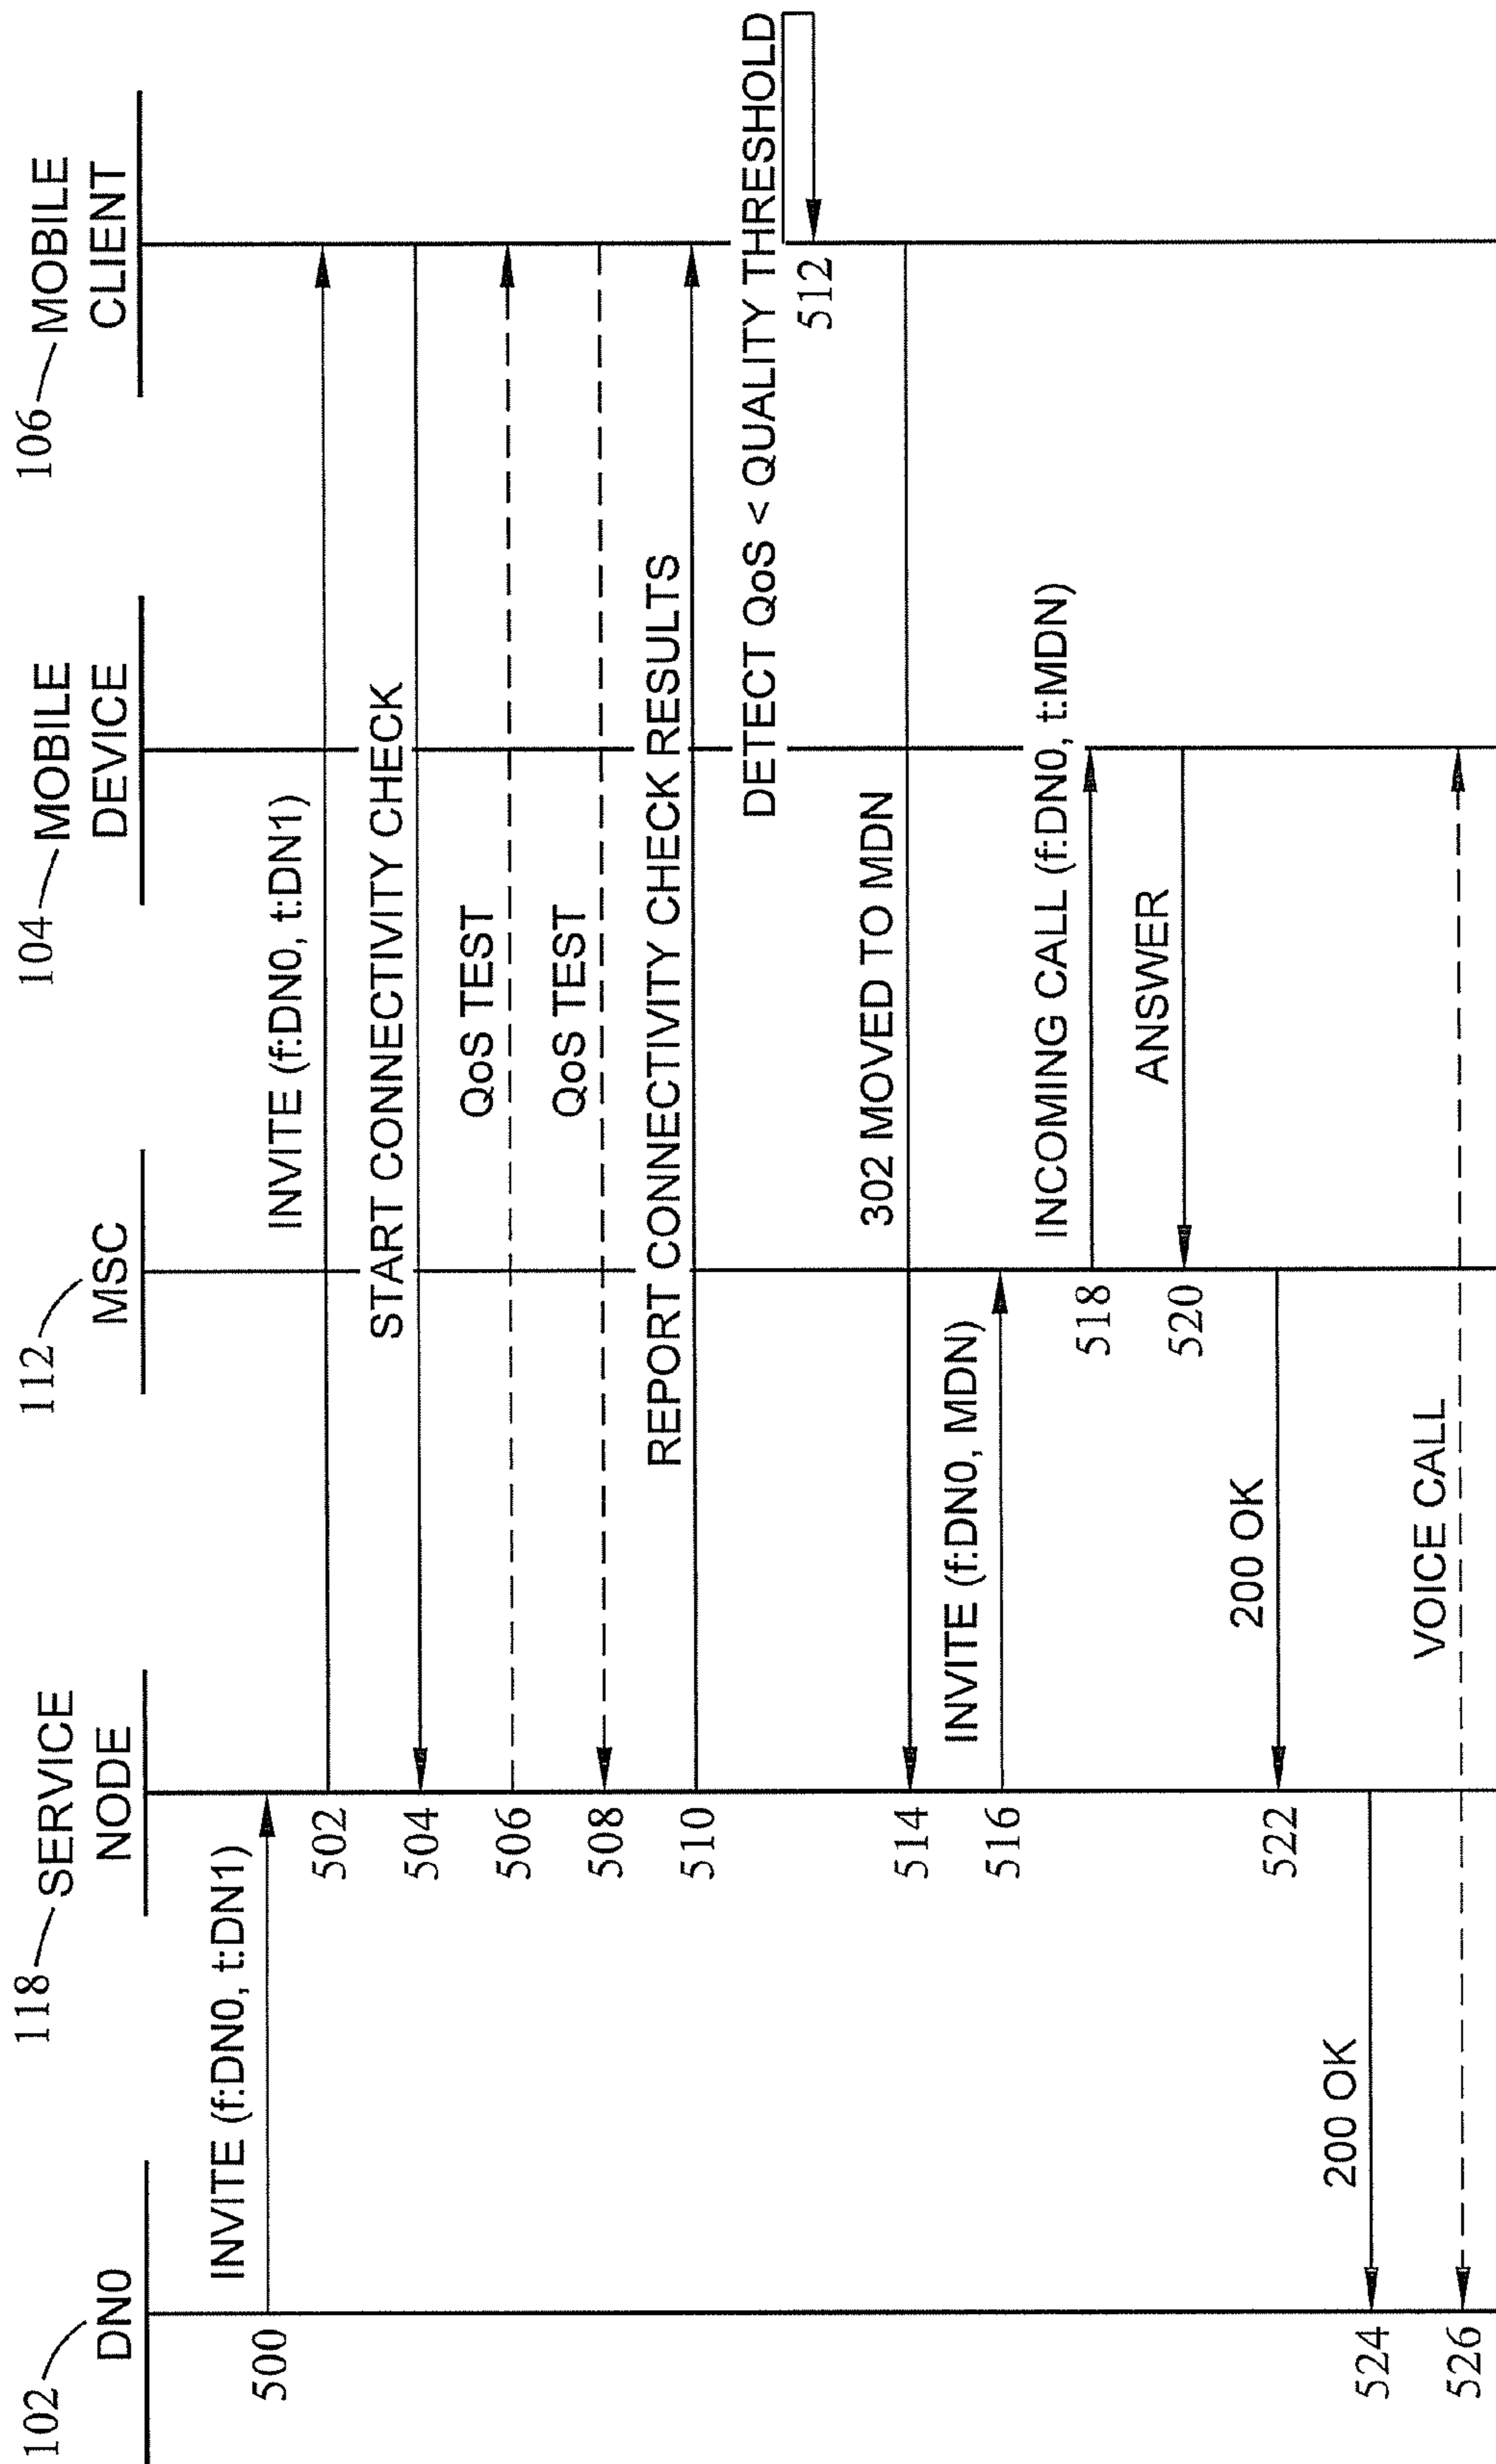 102
DN0
118
SERVICE
NODE
112
MSC
104
MOBILE
DEVICE
106
MOBILE
CLIENT
INVITE (f:DN0, t:DN1)
500
INVITE (f:DN0, t:DN1)
502
START CONNECTIVITY CHECK
504
QoS TEST
506
QoS TEST
508
REPORT CONNECTIVITY CHECK RESULTS
510
DETECT QoS < QUALITY THRESHOLD
512
302 MOVED TO MDN
514
INVITE (f:DN0, MDN)
516
INCOMING CALL (f:DN0, t:MDN)
518
ANSWER
520
200 OK
522
200 OK
524
VOICE CALL
526